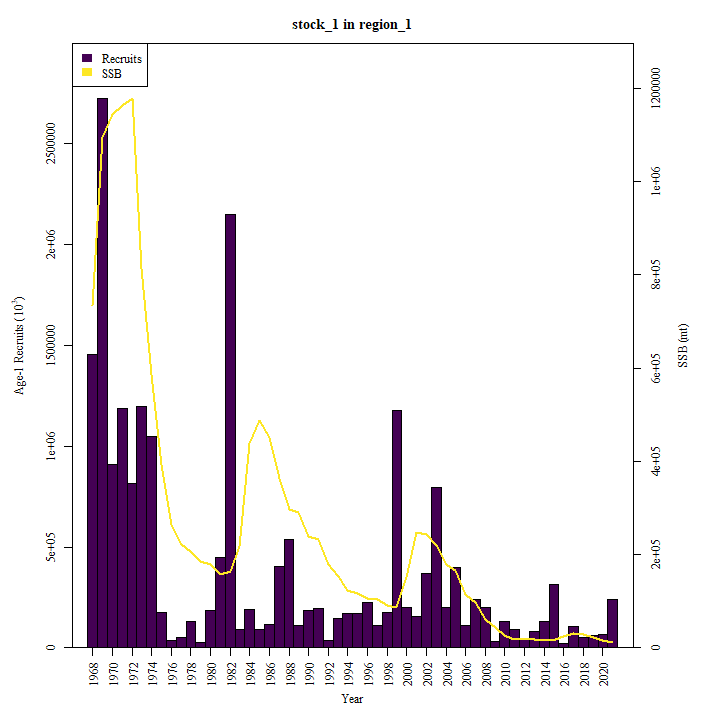 stock_1 in region_1
Recruits
SSB
Age-1 Recruits (10³)
0
5e+05
1e+06
1500000
2e+06
2500000
SSB (mt)
0
2e+05
4e+05
6e+05
8e+05
1e+06
1200000
1968
1970
1972
1974
1976
1978
1980
1982
1984
1986
1988
1990
1992
1994
1996
1998
2000
2002
2004
2006
2008
2010
2012
2014
2016
2018
2020
Year